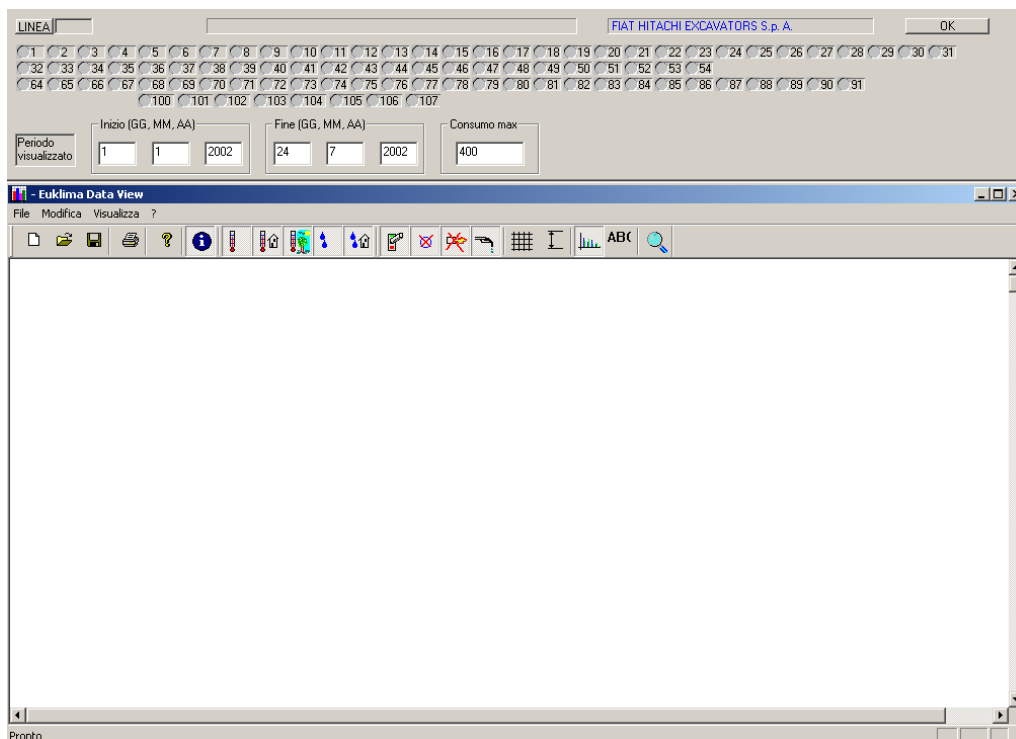 LINEA FIAT HITACHI EXCAVATORS S.p. A. OK
1 2 3 4 5 6 7 8 9 10 11 12 13 14 15 16 17 18 19 20 21 22 23 24 25 26 27 28 29 30 31
32 33 34 35 36 37 38 39 40 41 42 43 44 45 46 47 48 49 50 51 52 53 54
64 65 66 67 68 69 70 71 72 73 74 75 76 77 78 79 80 81 82 83 84 85 86 87 88 89 90 91
100 101 102 103 104 105 106 107
Inizio (GG, MM, AA) Fine (GG, MM, AA) Consumo max
Periodo visualizzato 1 1 2002 24 7 2002 400
- Euklima Data View
File Modifica Visualizza ?
ABC
Pronto